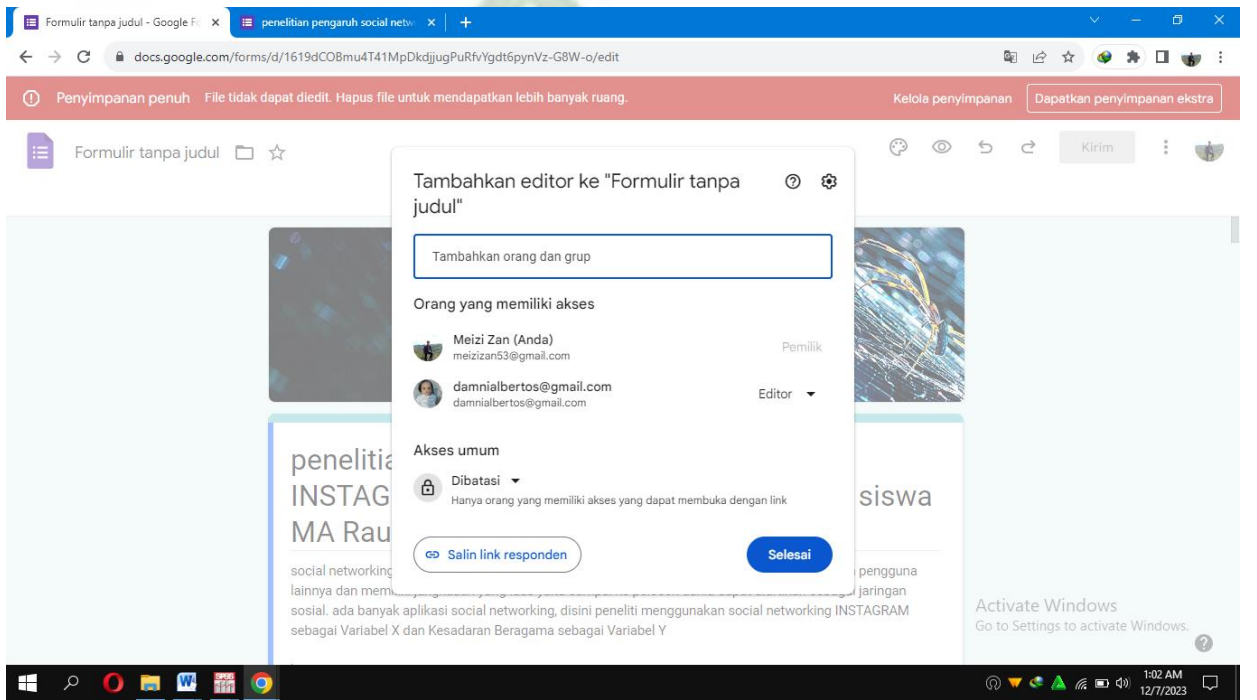 Formulir tanpa judul - Google Fo
penelitian pengaruh social netw
docs.google.com/forms/d/1619dCOBmu4T41MpDkdjjugPuRfvYgdt6pynVz-G8W-o/edit
Penyimpanan penuh File tidak dapat diedit. Hapus file untuk mendapatkan lebih banyak ruang. Kelola penyimpanan Dapatkan penyimpanan ekstra
Formulir tanpa judul Kirim
Tambahkan editor ke "Formulir tanpa
judul"
Tambahkan orang dan grup
Orang yang memiliki akses
Meizi Zan (Anda)
meizizan53@gmail.com
Pemilik
damnialbertos@gmail.com
damnialbertos@gmail.com
Editor
Akses umum
Dibatasi
Hanya orang yang memiliki akses yang dapat membuka dengan link
Salin link responden Selesai
penelitia
INSTAG siswa
MA Rau
social networking pengguna
lainnya dan mem jaringan
sosial. ada banyak aplikasi social networking, disini peneliti menggunakan social networking INSTAGRAM
sebagai Variabel X dan Kesadaran Beragama sebagai Variabel Y
Activate Windows
Go to Settings to activate Windows.
1:02 AM
12/7/2023